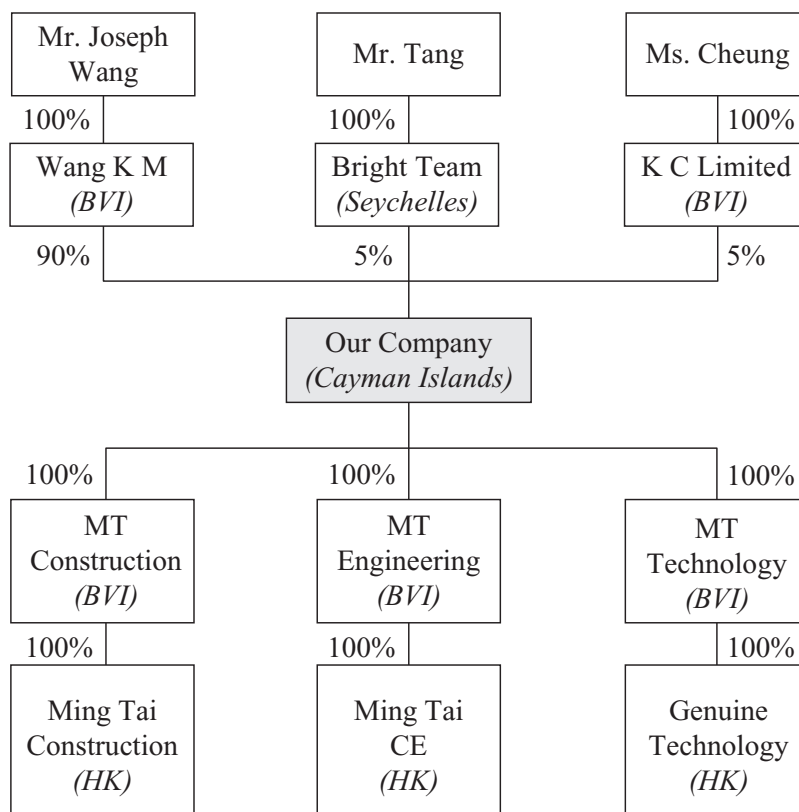 Mr. Joseph
Wang
Mr. Tang
Ms. Cheung
100%
100%
100%
Wang K M
(BVI)
Bright Team
(Seychelles)
K C Limited
(BVI)
90%
5%
5%
Our Company
(Cayman Islands)
100%
100%
100%
MT
Construction
(BVI)
MT
Engineering
(BVI)
MT
Technology
(BVI)
100%
100%
100%
Ming Tai
Construction
(HK)
Ming Tai
CE
(HK)
Genuine
Technology
(HK)